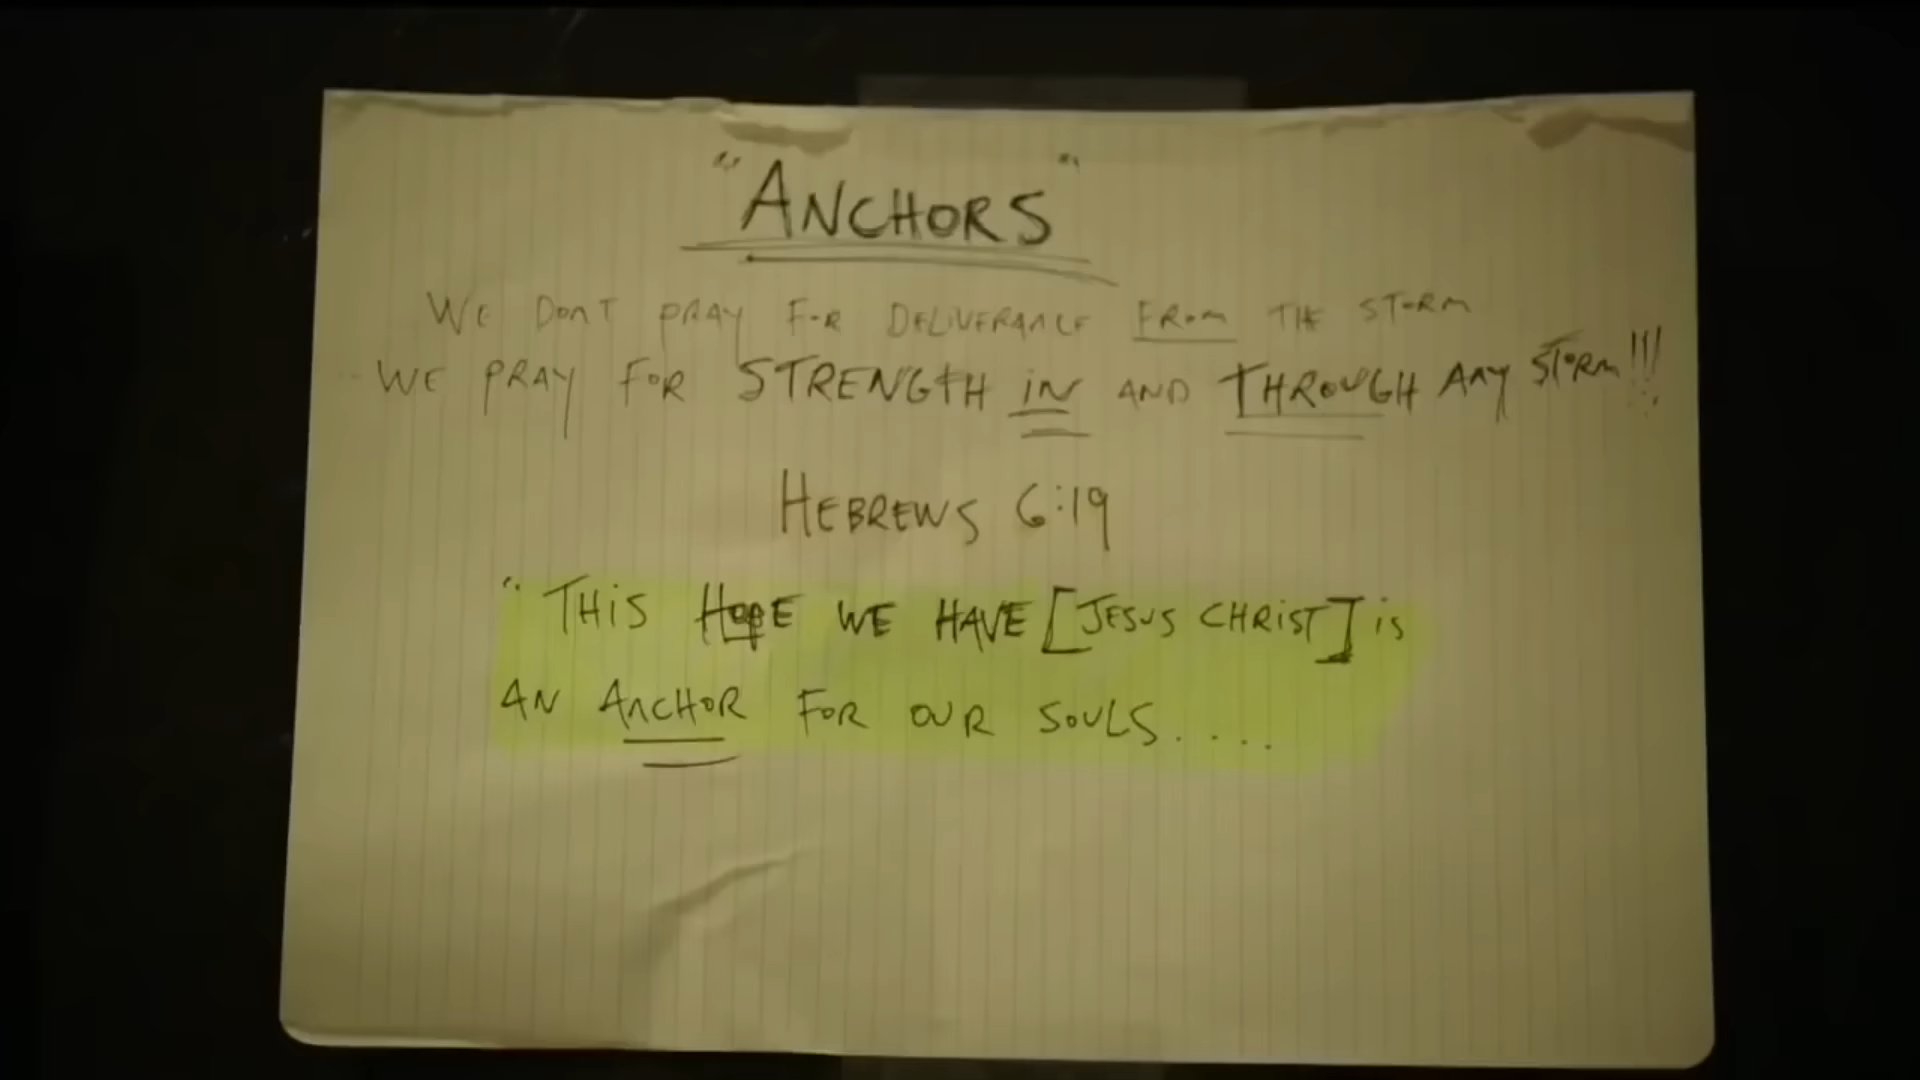 "ANCHORS"
WE DONT PRAY FOR DELIVERANCE FROM THE STORM
WE PRAY FOR STRENGTH IN AND THROUGH ANY STORM!!!
HEBREWS 6:19
"THIS HOPE WE HAVE [JESUS CHRIST] is
AN ANCHOR FOR OUR SOULS....